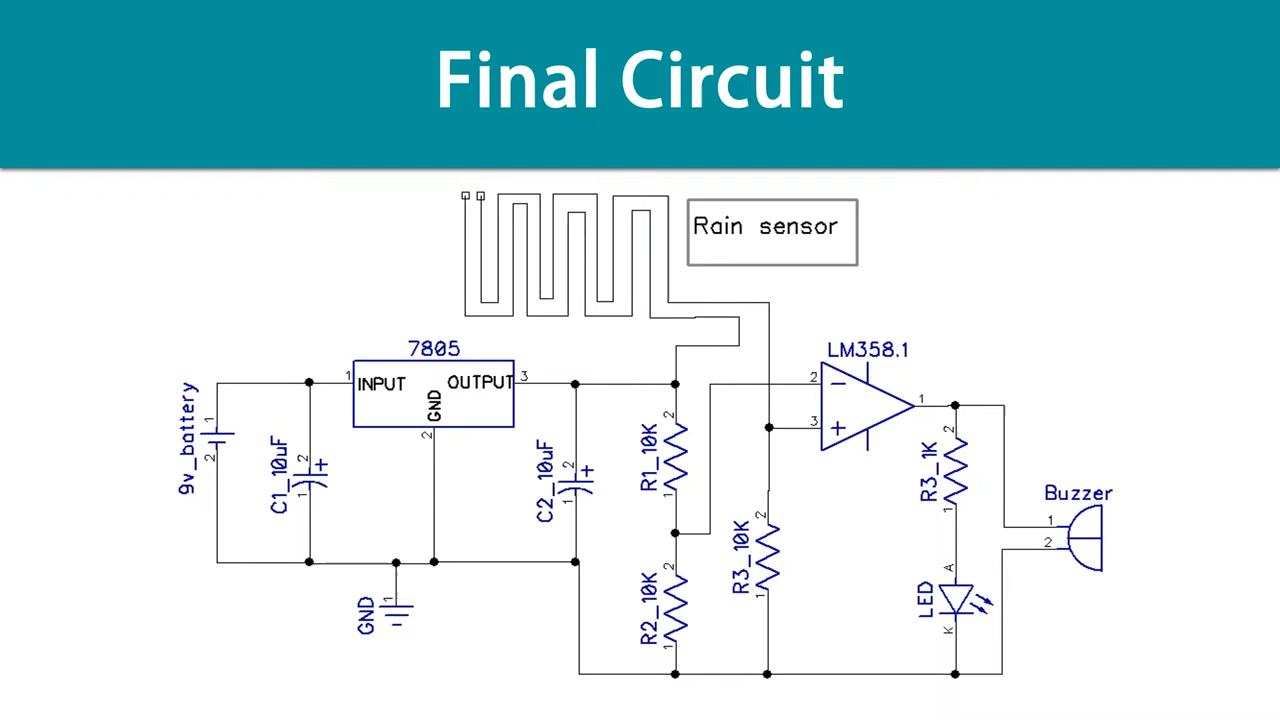 Final Circuit
Rain sensor
7805
1 INPUT OUTPUT 3
GND
2
9v_battery
1
2
C1_10uF
2 +
1
GND
1
C2_10uF
2 +
1
R1_10K
2
1
R2_10K
2
1
R3_10K
2
1
LM358.1
2 −
3 +
1
R3_1K
2
1
LED
A
K
Buzzer
1
2